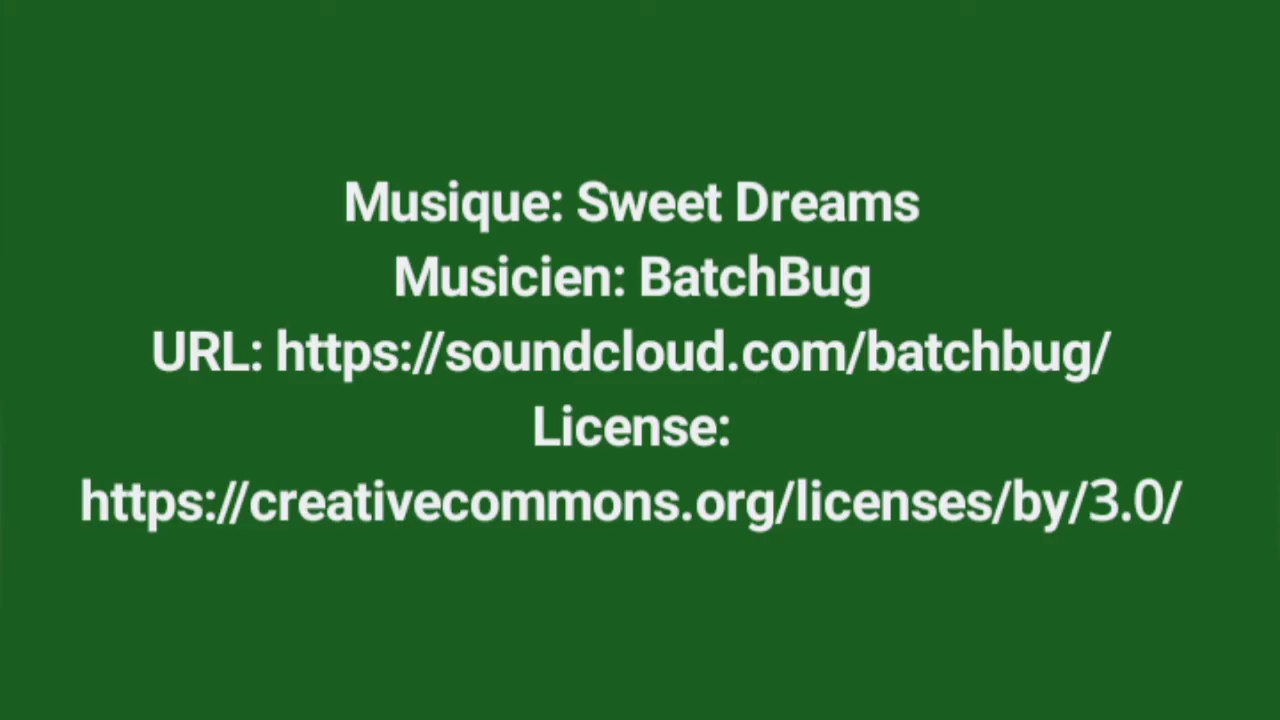 Musique: Sweet Dreams
Musicien: BatchBug
URL: https://soundcloud.com/batchbug/
License:
https://creativecommons.org/licenses/by/3.0/